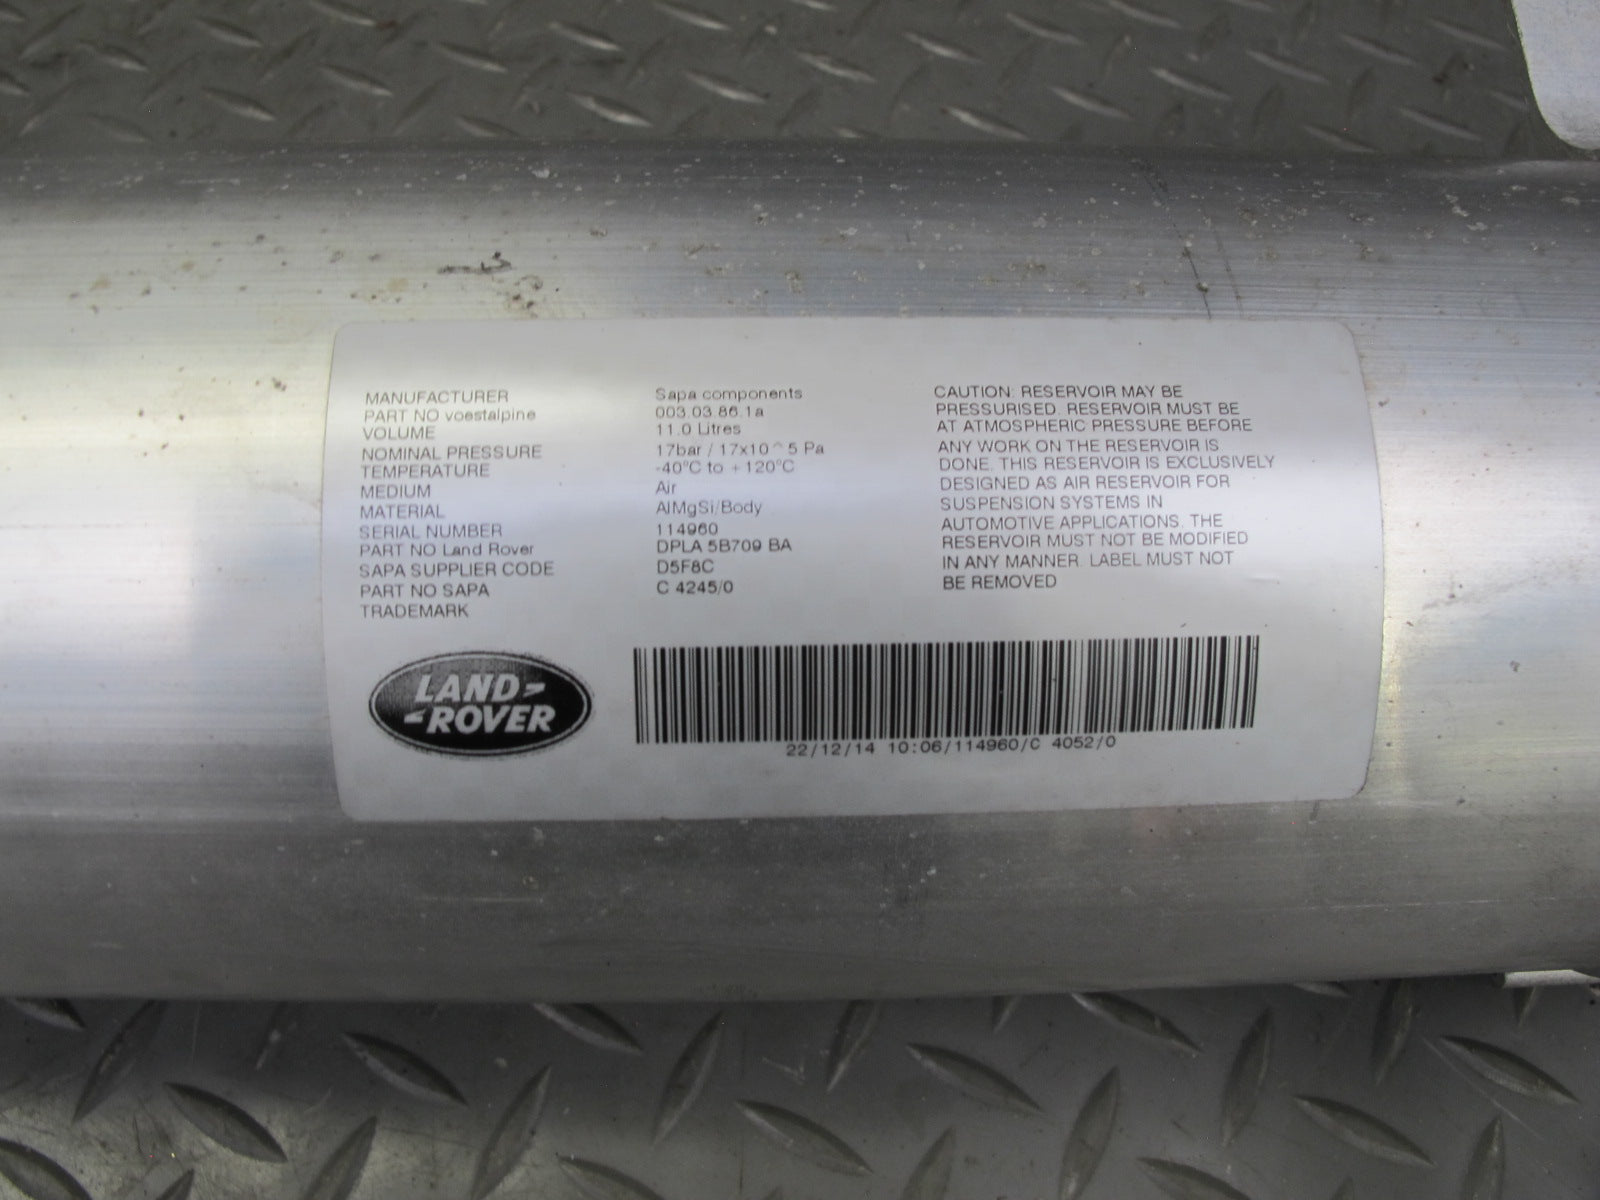 MANUFACTURER Sapa components
PART NO voestalpine 003.03.86.1a
VOLUME 11.0 Litres
NOMINAL PRESSURE 17bar / 17x10^5 Pa
TEMPERATURE -40°C to +120°C
MEDIUM Air
MATERIAL AlMgSi/Body
SERIAL NUMBER 114960
PART NO Land Rover DPLA 5B709 BA
SAPA SUPPLIER CODE D5F8C
PART NO SAPA C 4245/0
TRADEMARK
CAUTION: RESERVOIR MAY BE
PRESSURISED. RESERVOIR MUST BE
AT ATMOSPHERIC PRESSURE BEFORE
ANY WORK ON THE RESERVOIR IS
DONE. THIS RESERVOIR IS EXCLUSIVELY
DESIGNED AS AIR RESERVOIR FOR
SUSPENSION SYSTEMS IN
AUTOMOTIVE APPLICATIONS. THE
RESERVOIR MUST NOT BE MODIFIED
IN ANY MANNER. LABEL MUST NOT
BE REMOVED
LAND-
-ROVER
22/12/14 10:06/114960/C 4052/0